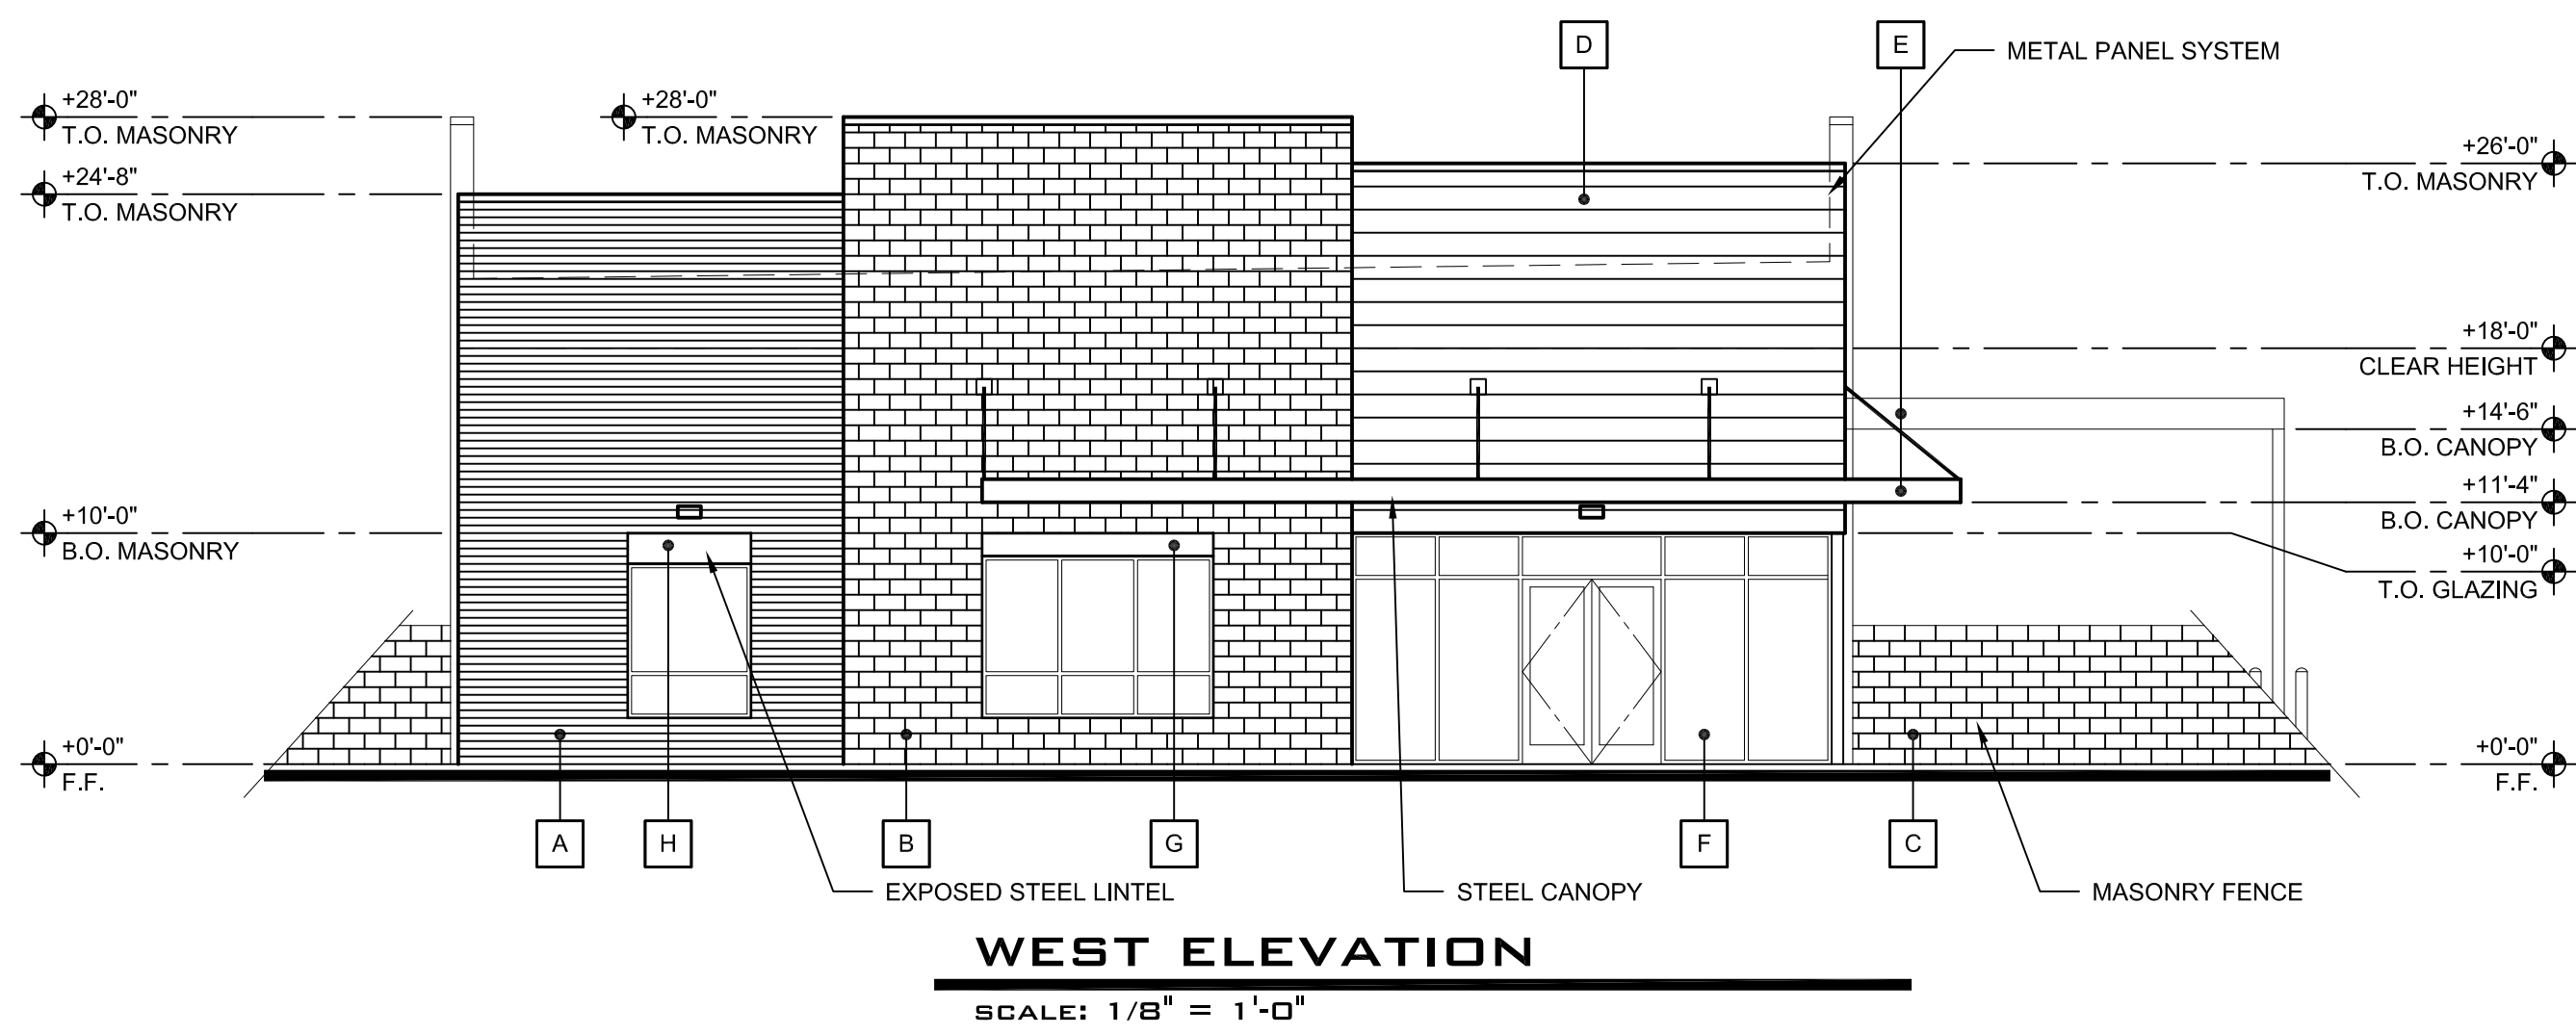 D
E
METAL PANEL SYSTEM
+28'-0"
T.O. MASONRY
+28'-0"
T.O. MASONRY
+26'-0"
T.O. MASONRY
+24'-8"
T.O. MASONRY
+18'-0"
CLEAR HEIGHT
+14'-6"
B.O. CANOPY
+11'-4"
B.O. CANOPY
+10'-0"
B.O. MASONRY
+10'-0"
T.O. GLAZING
+0'-0"
F.F.
+0'-0"
F.F.
A
H
B
G
F
C
EXPOSED STEEL LINTEL
STEEL CANOPY
MASONRY FENCE
WEST ELEVATION
SCALE: 1/8" = 1'-0"